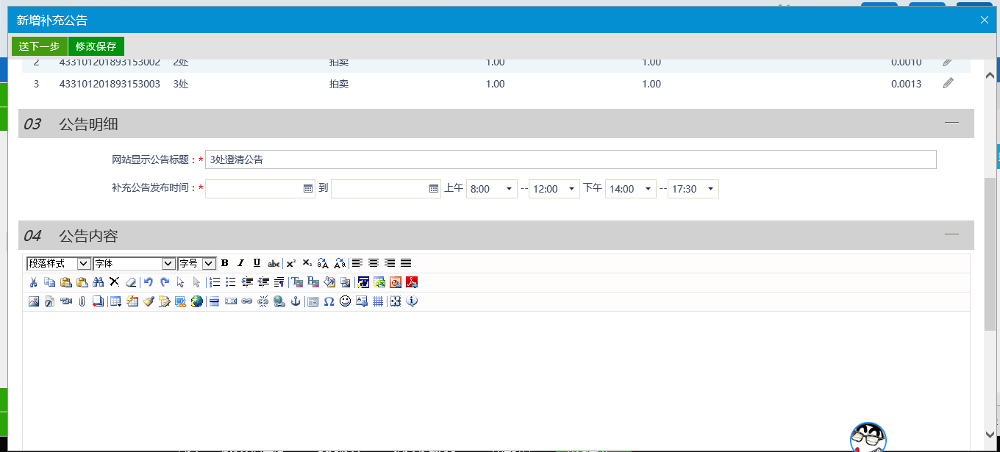 新增补充公告
送下一步 修改保存
2 433101201893153002 2处 拍卖 1.00 1.00 0.0010
3 433101201893153003 3处 拍卖 1.00 1.00 0.0013
03 公告明细
网站显示公告标题：* 3处澄清公告
补充公告发布时间：* 到 上午 8:00 -- 12:00 下午 14:00 -- 17:30
04 公告内容
段落样式 字体 字号 B I U abc